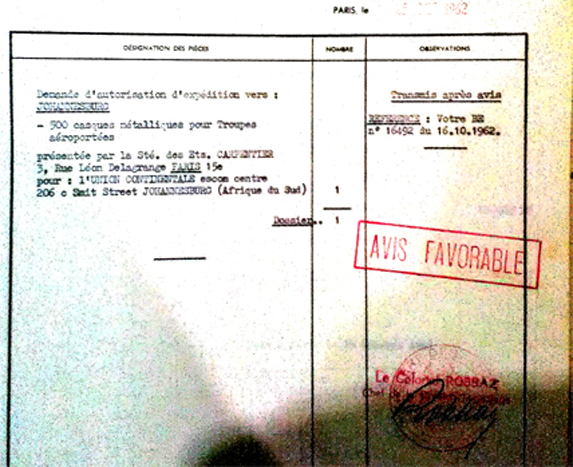 PARIS, le 1962
DÉSIGNATION DES PIÈCES NOMBRE OBSERVATIONS
Demande d'autorisation d'expédition vers :
JOHANNESBURG
- 500 casques métalliques pour Troupes
aéroportées
présentée par la Sté. des Ets. CARPENTIER
3, Rue Léon Delagrange PARIS 15e
pour : l'UNION CONTINENTALE escom centre
206 c Smit Street JOHANNESBURG (Afrique du Sud) 1
Dossier.. 1
Transmis après avis
REFERENCE : Votre BE
n° 16492 du 16.10.1962.
AVIS FAVORABLE
Le Colonel ROBBAZ
Chef de